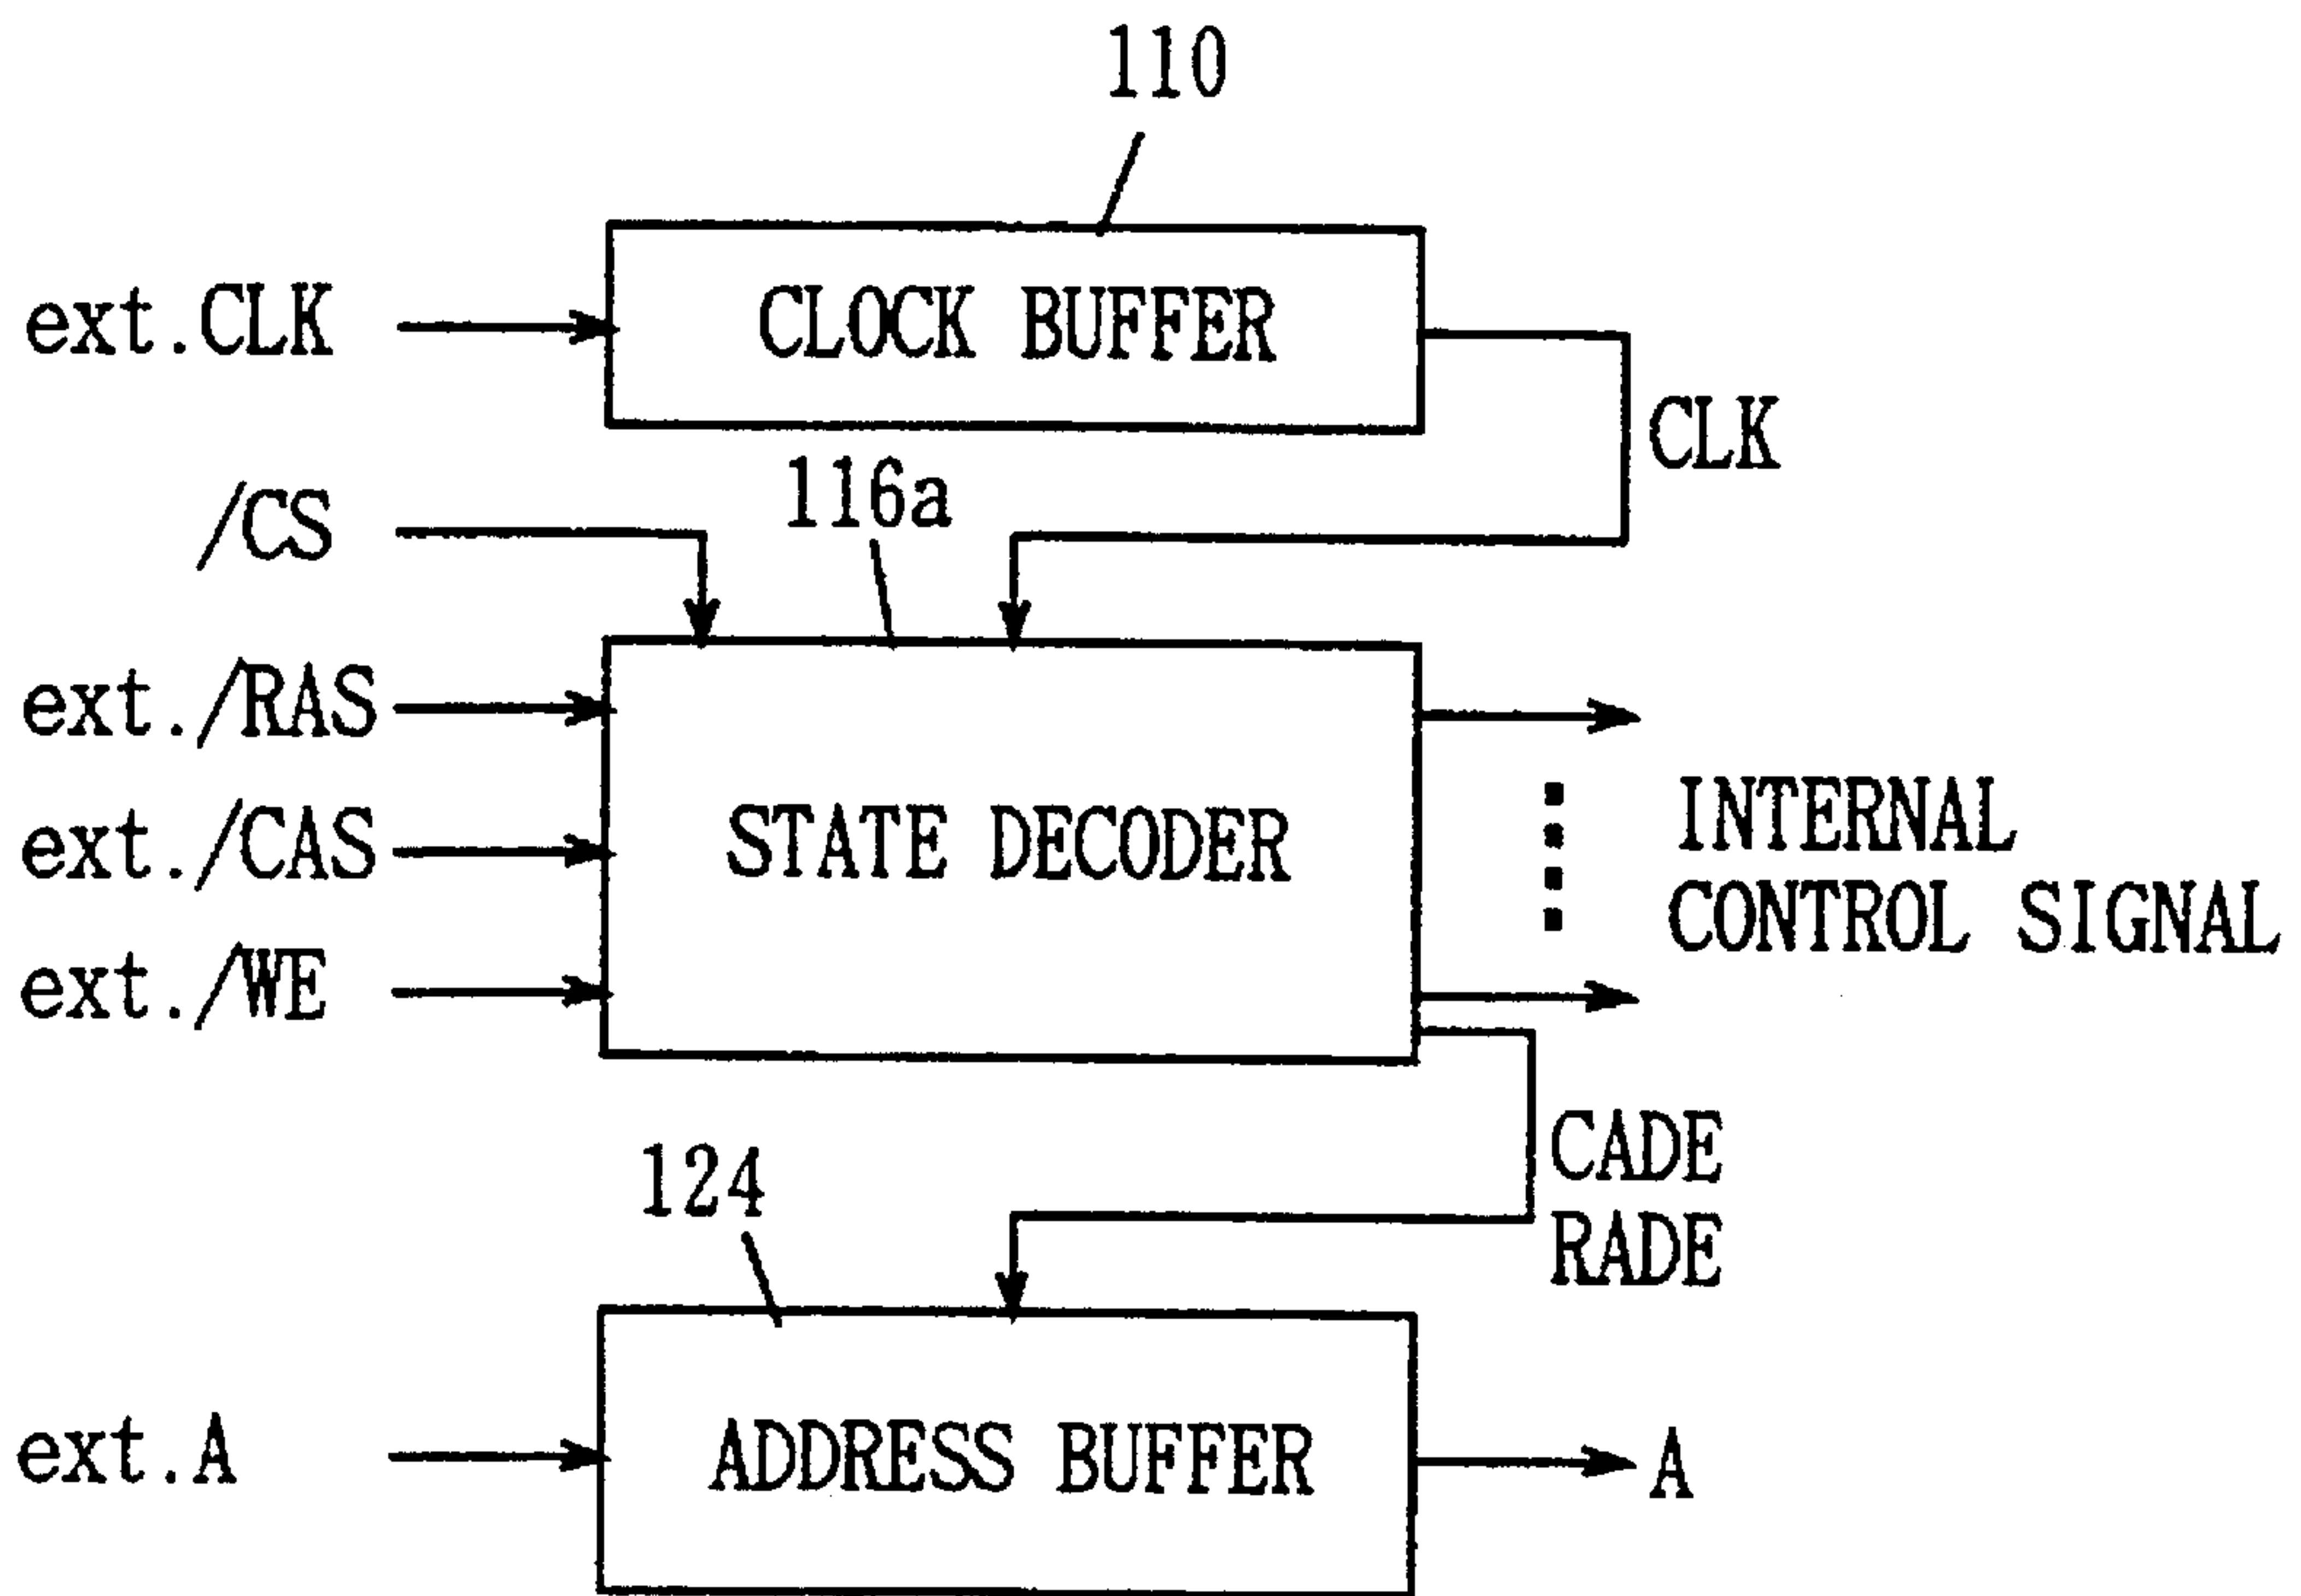 110
ext.CLK
CLOCK BUFFER
CLK
/CS
116a
ext./RAS
ext./CAS
ext./WE
STATE DECODER
INTERNAL
CONTROL SIGNAL
CADE
RADE
124
ext.A
ADDRESS BUFFER
A